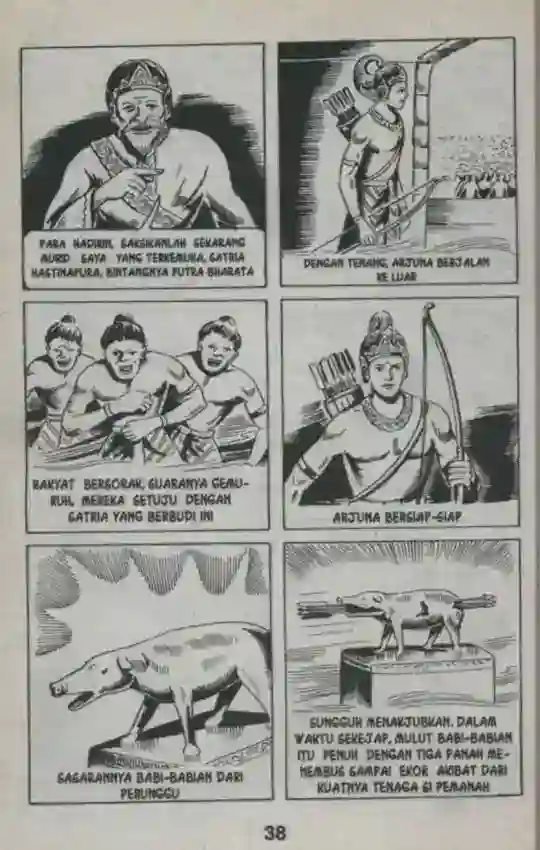 PARA HADIRIN, SAKSIKANLAH SEKARANG
MURID SAYA YANG TERKEMUKA, SATRIA
HASTINAPURA, BINTANGNYA PUTRA BHARATA
DENGAN TENANG, ARJUNA BERJALAN
KE LUAR
RAKYAT BERSORAK, SUARANYA GEMU-
RUH, MEREKA SETUJU DENGAN
SATRIA YANG BERBUDI INI
ARJUNA BERSIAP-SIAP
SASARANNYA BABI-BABIAN DARI
PERUNGGU
SUNGGUH MENAKJUBKAN. DALAM
WAKTU SEKEJAP, MULUT BABI-BABIAN
ITU PENUH DENGAN TIGA PANAH ME-
NEMBUS SAMPAI EKOR AKIBAT DARI
KUATNYA TENAGA SI PEMANAH
38